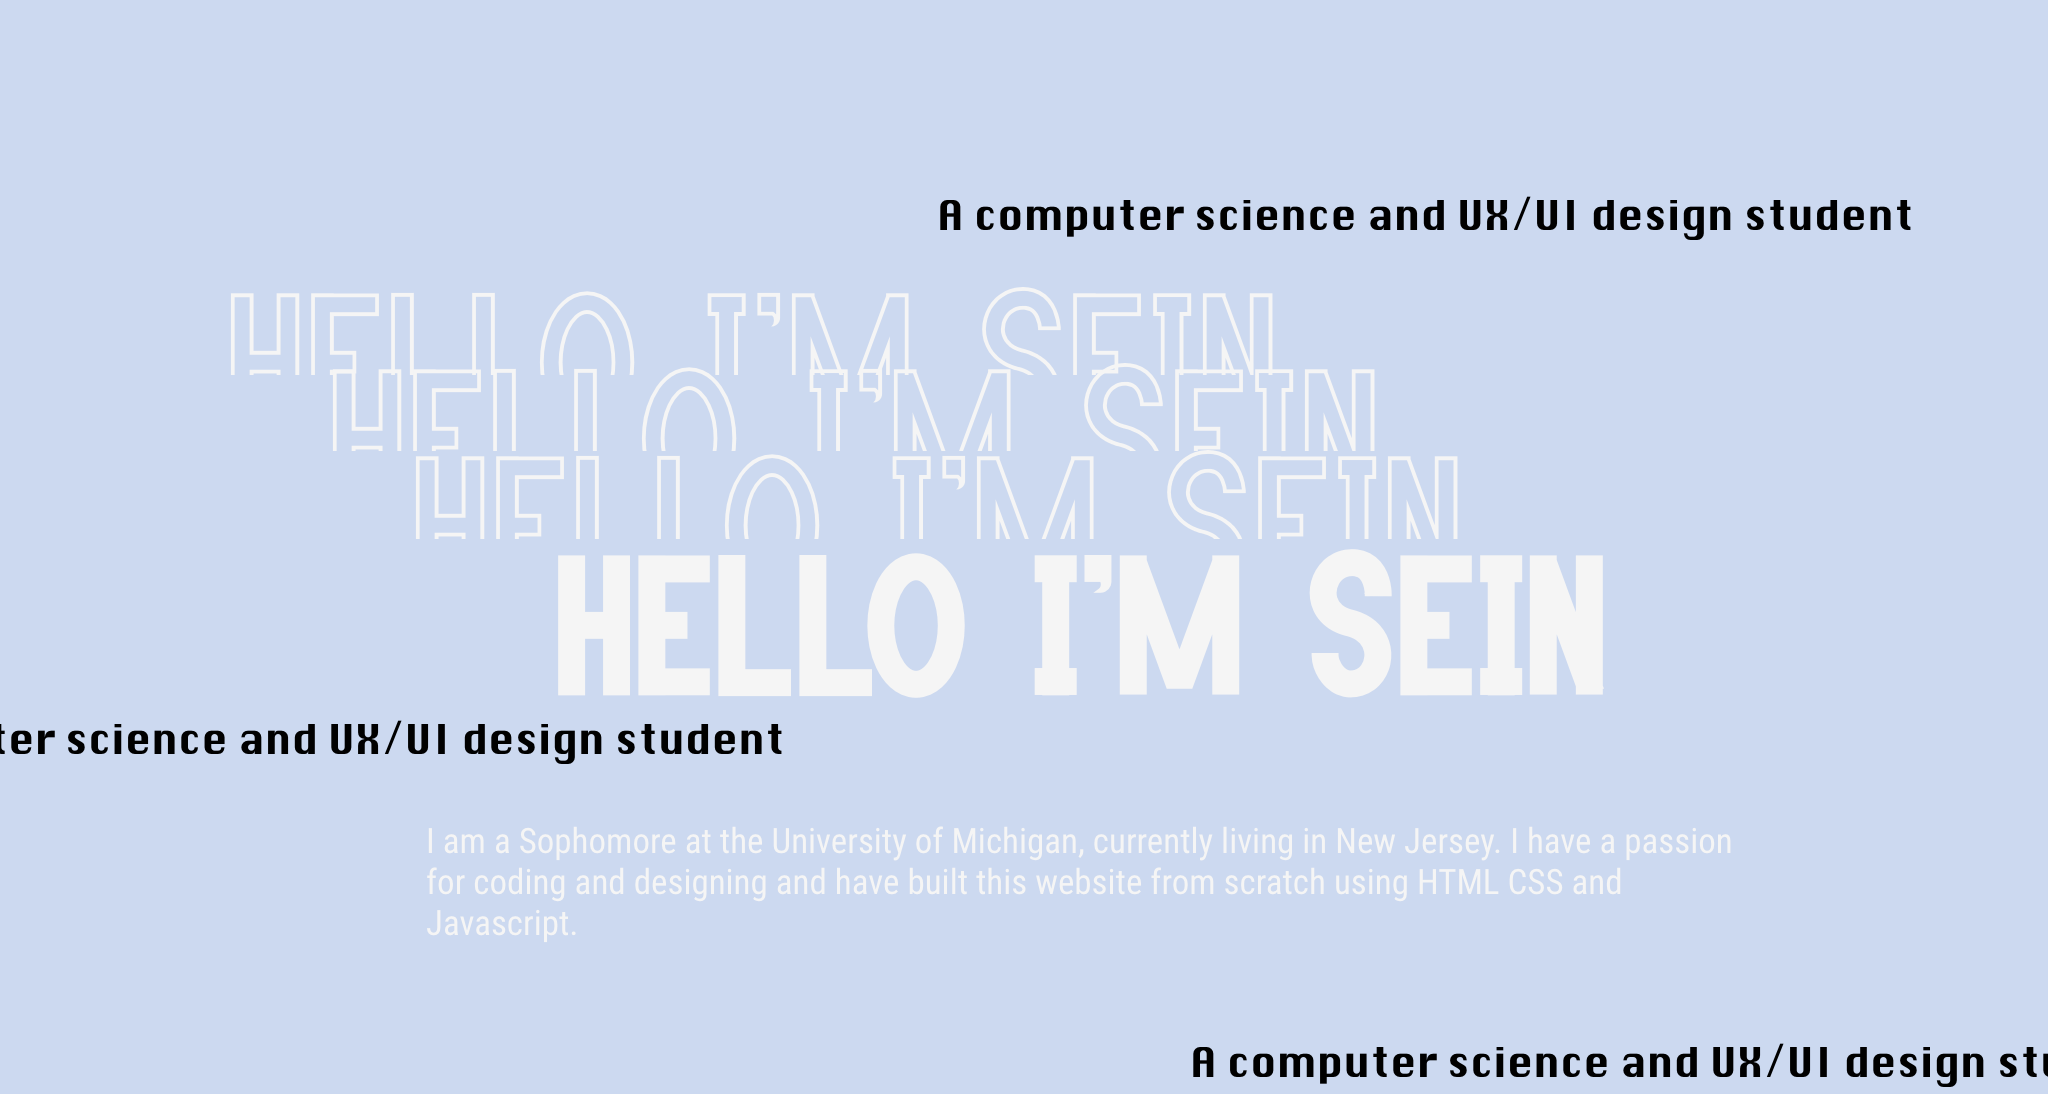 A computer science and UX/UI design student
HELLO I'M SEIN
HELLO I'M SEIN
HELLO I'M SEIN
HELLO I'M SEIN
ter science and UX/UI design student
I am a Sophomore at the University of Michigan, currently living in New Jersey. I have a passion
for coding and designing and have built this website from scratch using HTML CSS and
Javascript.
A computer science and UX/UI design stu